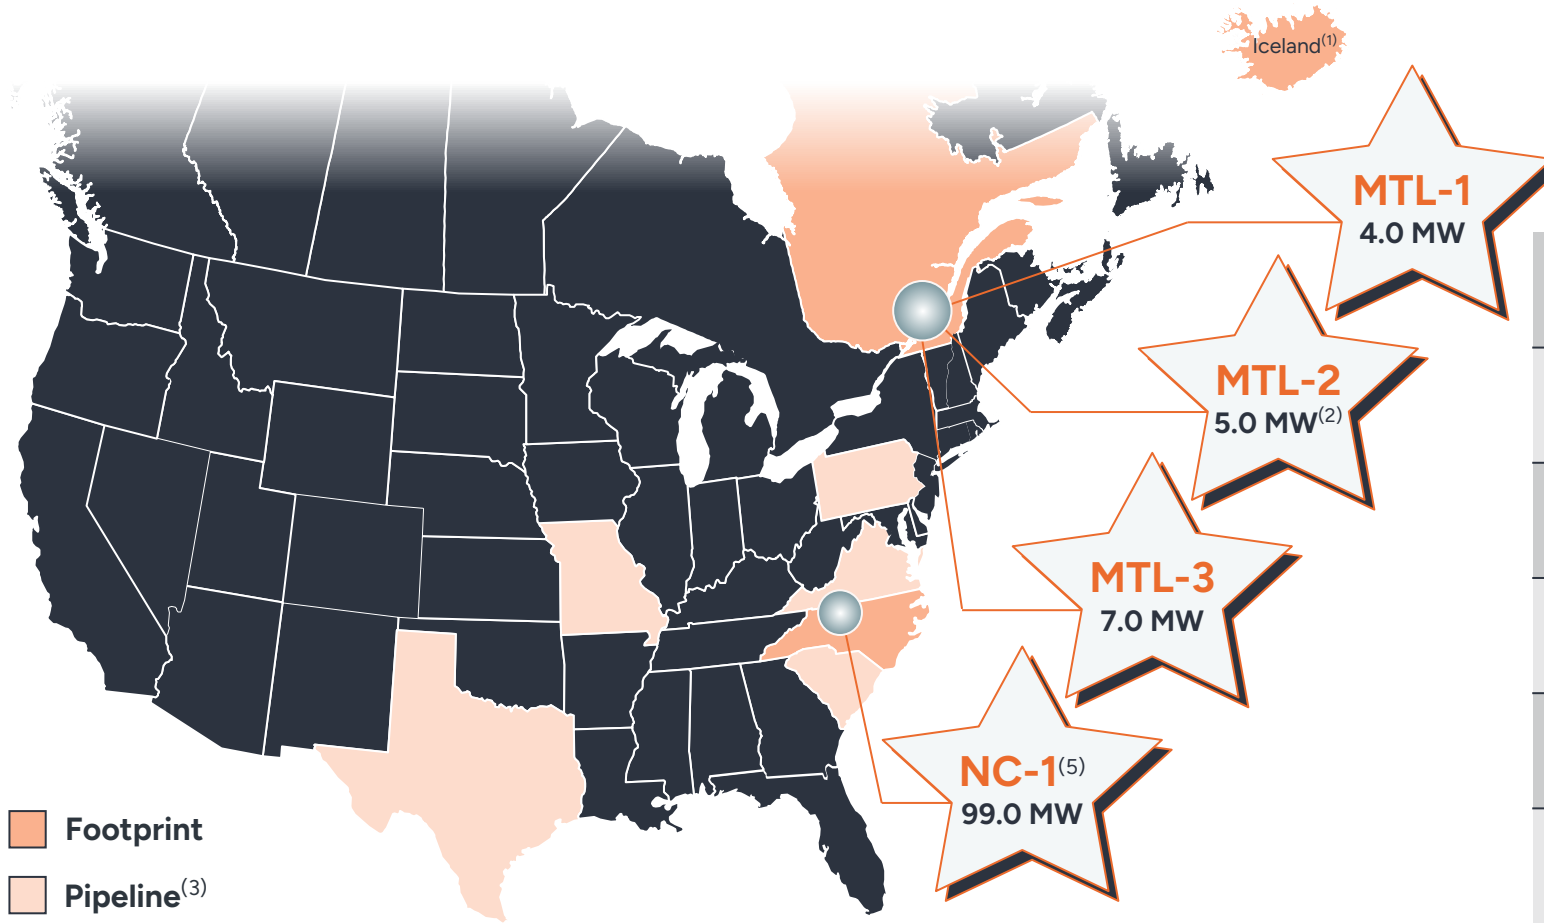 Iceland(1)
MTL-1
4.0 MW
MTL-2
5.0 MW(2)
MTL-3
7.0 MW
NC-1(5)
99.0 MW
Footprint
Pipeline(3)